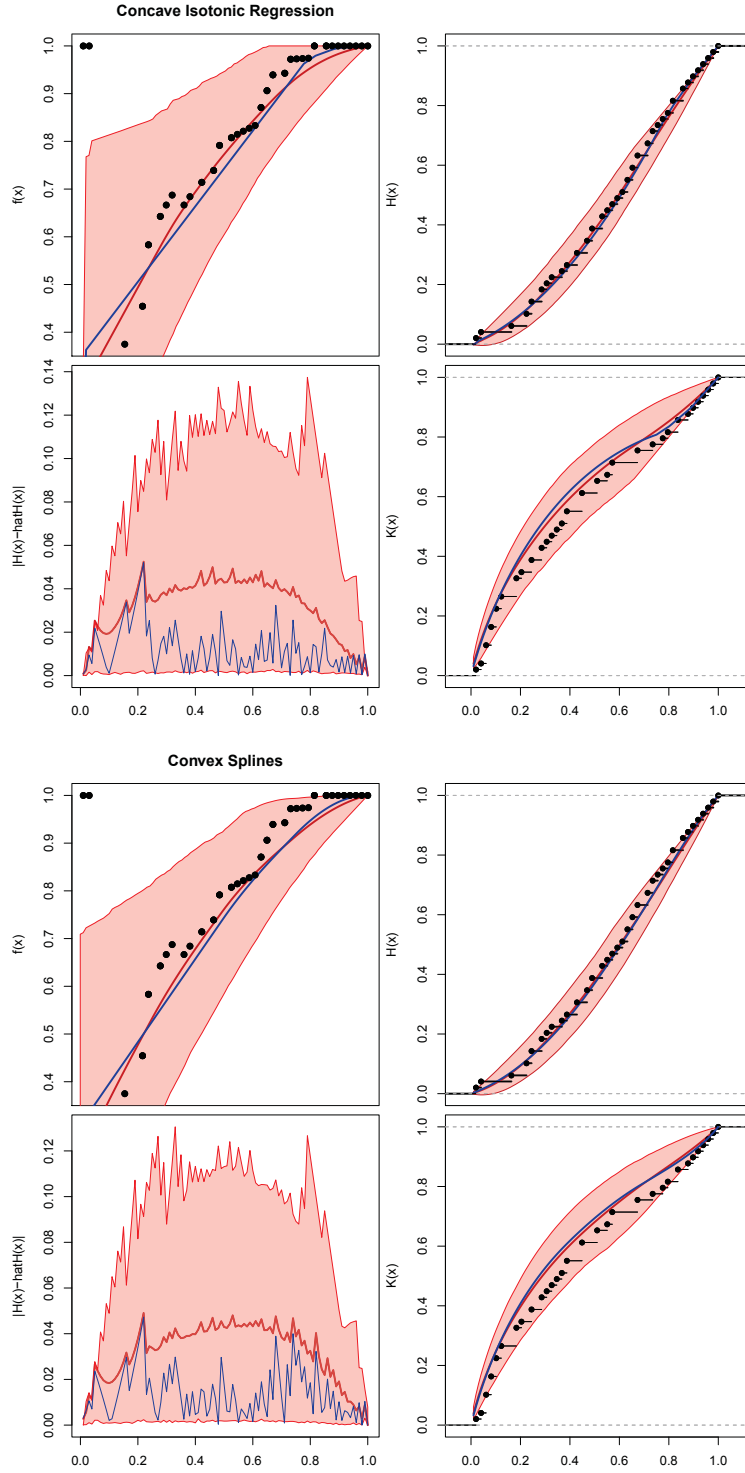 Concave Isotonic Regression
f(x)
0.4 0.5 0.6 0.7 0.8 0.9 1.0
H(x)
0.0 0.2 0.4 0.6 0.8 1.0
|H(x)−hatH(x)|
0.00 0.02 0.04 0.06 0.08 0.10 0.12 0.14
0.0 0.2 0.4 0.6 0.8 1.0
K(x)
0.0 0.2 0.4 0.6 0.8 1.0
0.0 0.2 0.4 0.6 0.8 1.0
Convex Splines
f(x)
0.4 0.5 0.6 0.7 0.8 0.9 1.0
H(x)
0.0 0.2 0.4 0.6 0.8 1.0
|H(x)−hatH(x)|
0.00 0.02 0.04 0.06 0.08 0.10 0.12
0.0 0.2 0.4 0.6 0.8 1.0
K(x)
0.0 0.2 0.4 0.6 0.8 1.0
0.0 0.2 0.4 0.6 0.8 1.0